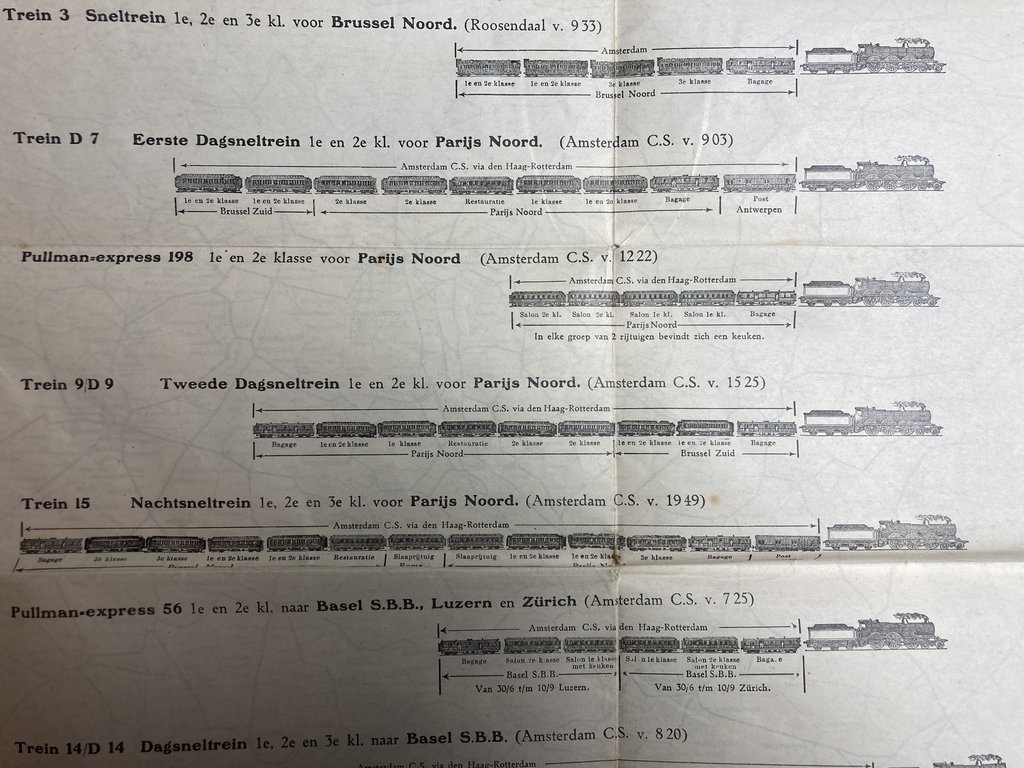 Trein 3 Sneltrein 1e, 2e en 3e kl. voor Brussel Noord. (Roosendaal v. 9 33)
Amsterdam
1e en 2e klasse 1e en 2e klasse 3e klasse 3e klasse Bagage
Brussel Noord
Trein D 7 Eerste Dagsneltrein 1e en 2e kl. voor Parijs Noord. (Amsterdam C.S. v. 9 03)
Amsterdam C.S. via den Haag-Rotterdam
1e en 2e klasse 1e en 2e klasse 2e klasse 2e klasse Restauratie 1e klasse 1e en 2e klasse Bagage Post
Brussel Zuid Parijs Noord Antwerpen
Pullman-express 198 1e en 2e klasse voor Parijs Noord (Amsterdam C.S. v. 12 22)
Amsterdam C.S. via den Haag-Rotterdam
Salon 2e kl. Salon 2e kl. Salon 1e kl. Salon 1e kl. Bagage
Parijs Noord
In elke groep van 2 rijtuigen bevindt zich een keuken.
Trein 9/D 9 Tweede Dagsneltrein 1e en 2e kl. voor Parijs Noord. (Amsterdam C.S. v. 15 25)
Amsterdam C.S. via den Haag-Rotterdam
Bagage 1e en 2e klasse 1e klasse Restauratie 2e klasse 2e klasse 1e en 2e klasse 1e en 2e klasse Bagage
Parijs Noord Brussel Zuid
Trein 15 Nachtsneltrein 1e, 2e en 3e kl. voor Parijs Noord. (Amsterdam C.S. v. 19 49)
Amsterdam C.S. via den Haag-Rotterdam
Bagage 3e klasse 3e klasse 1e en 2e klasse 1e en 2e klasse Restauratie Slaaprijtuig Slaaprijtuig 1e en 2e klasse 1e en 2e klas 3e klasse Bagage Post
Pullman-express 56 1e en 2e kl. naar Basel S.B.B., Luzern en Zürich (Amsterdam C.S. v. 7 25)
Amsterdam C.S. via den Haag-Rotterdam
Bagage Salon 2e klasse Salon 1e klasse Salon 1e klasse Salon 2e klasse Bagage
met keuken met keuken
Basel S.B.B. Basel S.B.B.
Van 30/6 t/m 10/9 Luzern. Van 30/6 t/m 10/9 Zürich.
Trein 14/D 14 Dagsneltrein 1e, 2e en 3e kl. naar Basel S.B.B. (Amsterdam C.S. v. 8 20)
Amsterdam C.S. via den Haag-Rotterdam